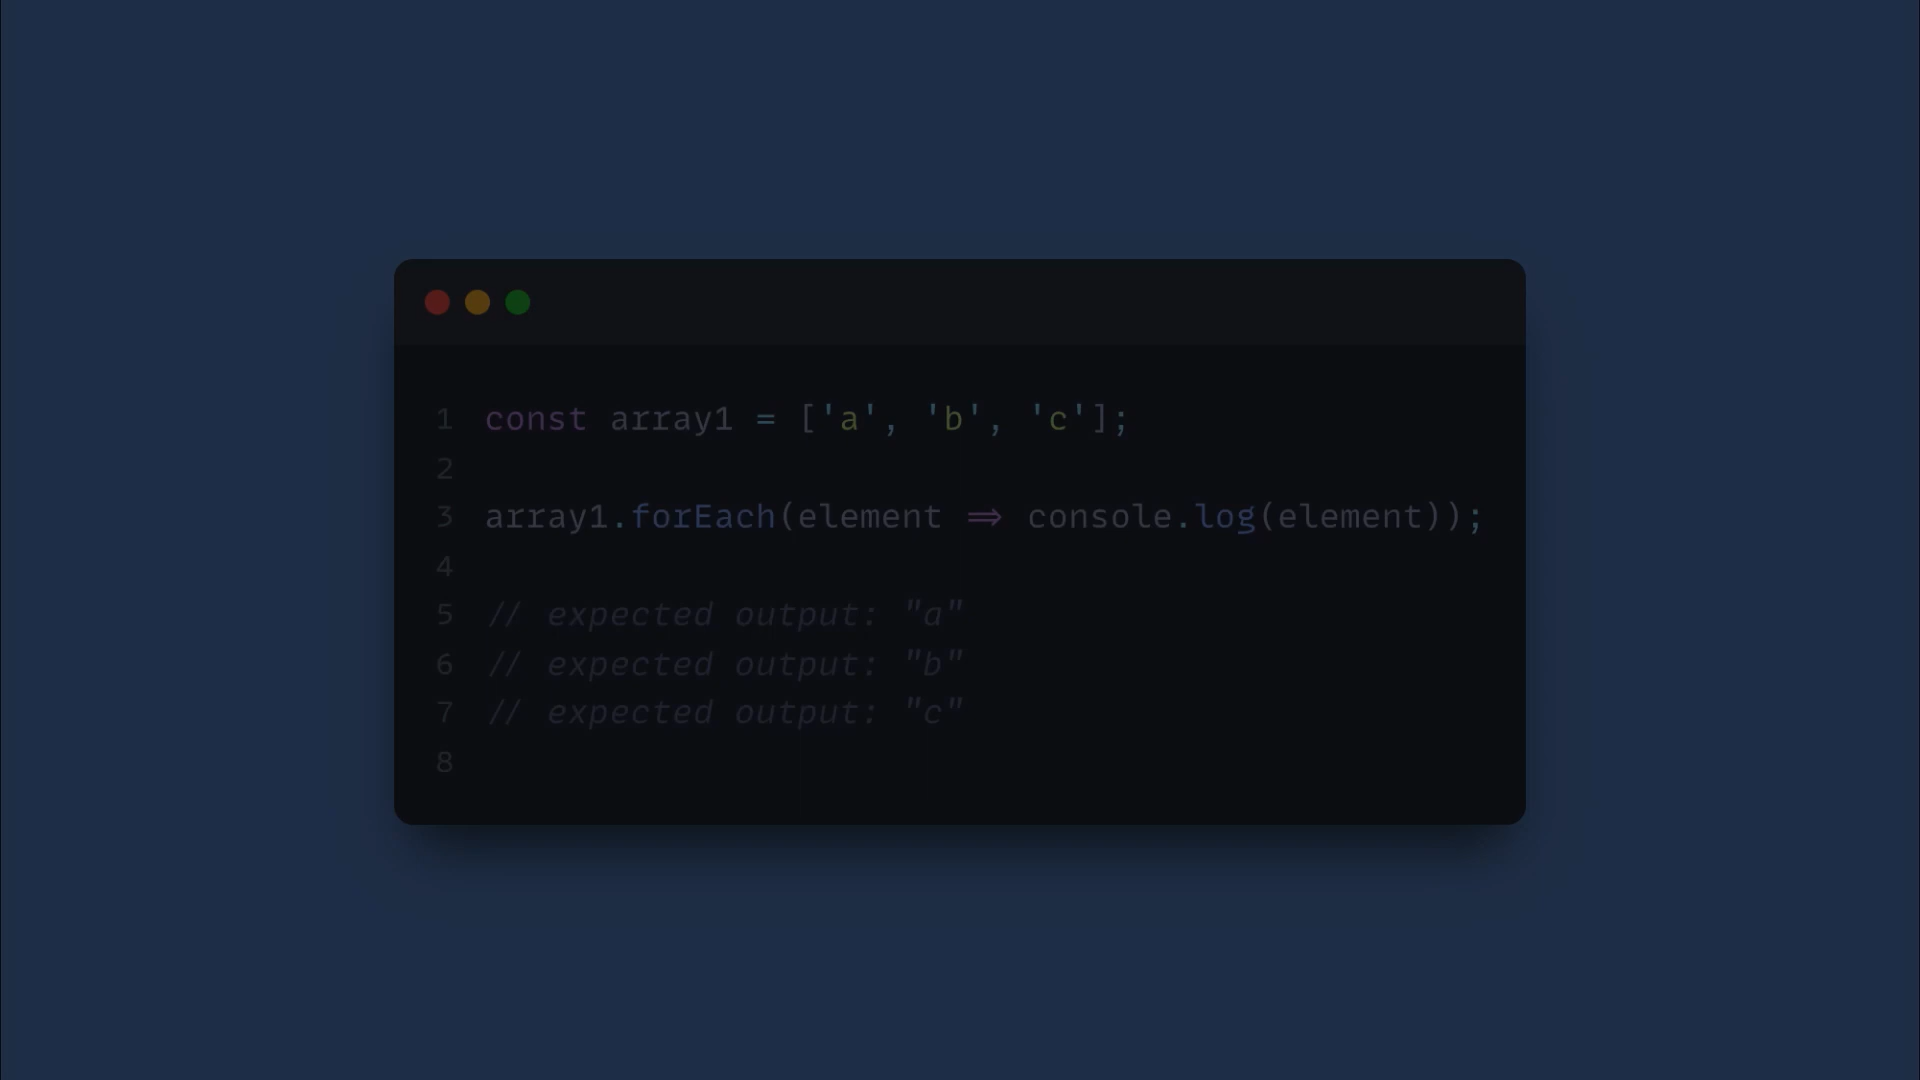 1 const array1 = ['a', 'b', 'c'];
2
3 array1.forEach(element => console.log(element));
4
5 // expected output: "a"
6 // expected output: "b"
7 // expected output: "c"
8